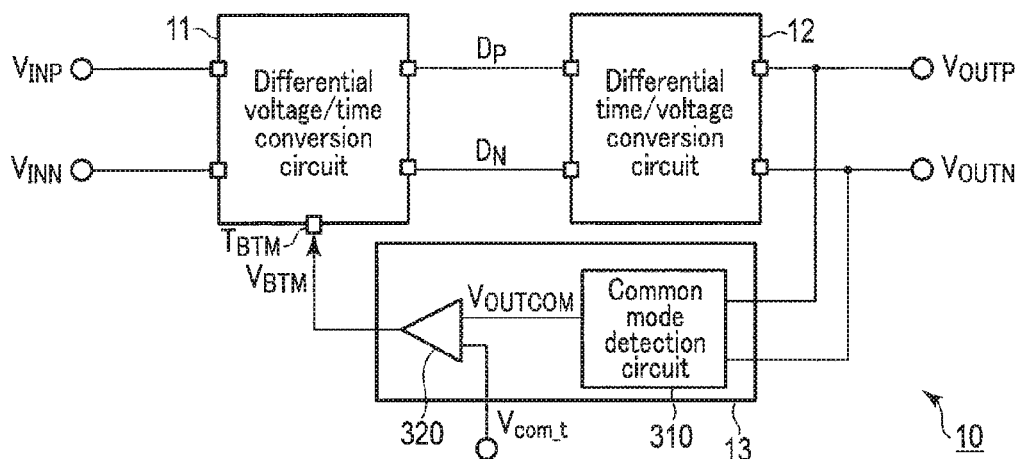 11
12
VINP
VINN
Differential
voltage/time
conversion
circuit
DP
DN
Differential
time/voltage
conversion
circuit
VOUTP
VOUTN
TBTM
VBTM
VOUTCOM
Common
mode
detection
circuit
320
Vcom_t
310
13
10